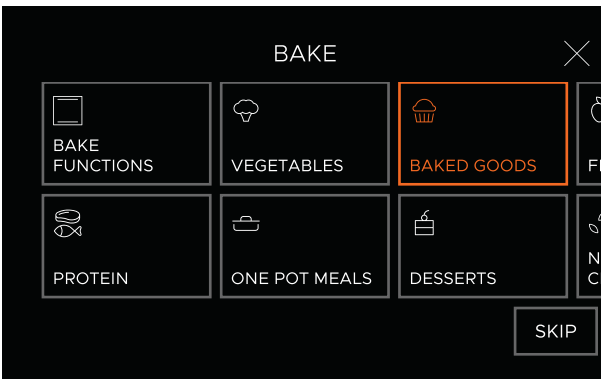 BAKE
BAKE
FUNCTIONS
VEGETABLES
BAKED GOODS
PROTEIN
ONE POT MEALS
DESSERTS
SKIP